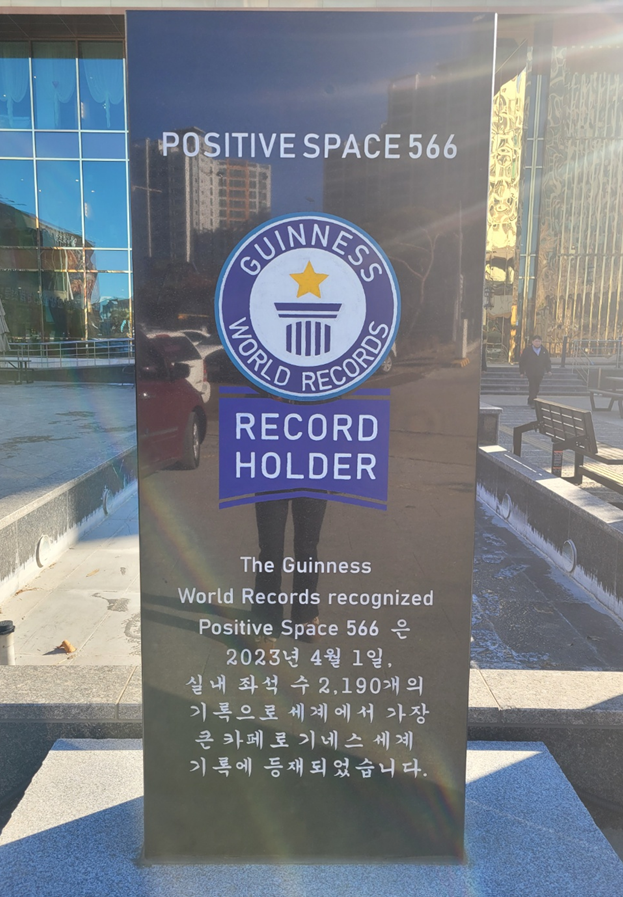 POSITIVE SPACE 566
GUINNESS
WORLD RECORDS
RECORD
HOLDER
The Guinness
World Records recognized
Positive Space 566 은
2023년 4월 1일,
실내 좌석 수 2,190개의
기록으로 세계에서 가장
큰 카페로 기네스 세계
기록에 등재되었습니다.